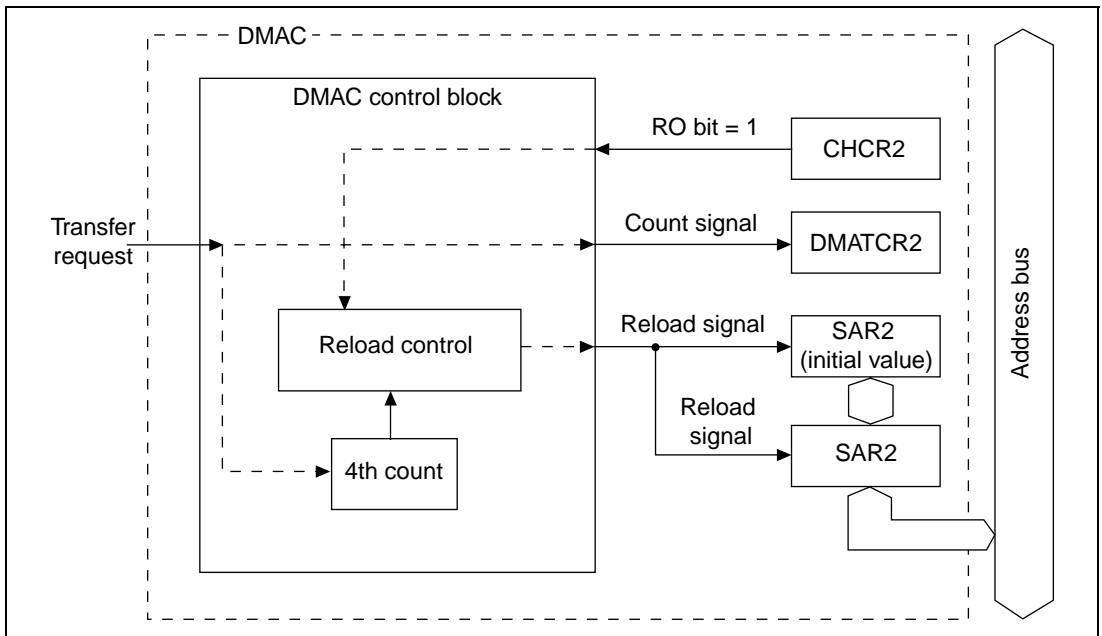 DMAC
DMAC control block
RO bit = 1
CHCR2
Transfer
request
Count signal
DMATCR2
Reload control
Reload signal
SAR2
(initial value)
Reload
signal
4th count
SAR2
Address bus